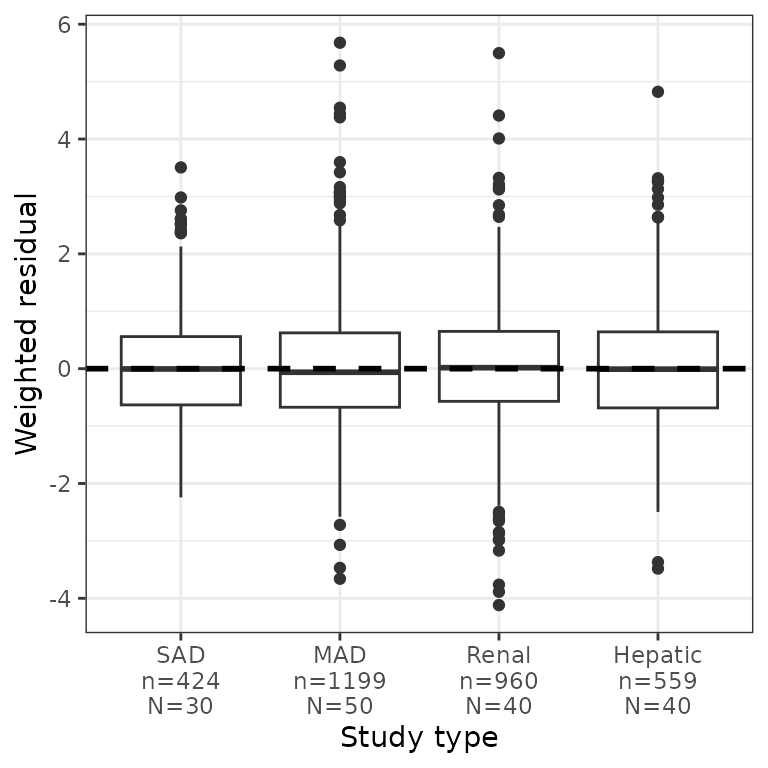 Weighted residual
6
4
2
0
-2
-4
SAD MAD Renal Hepatic
n=424 n=1199 n=960 n=559
N=30 N=50 N=40 N=40
Study type